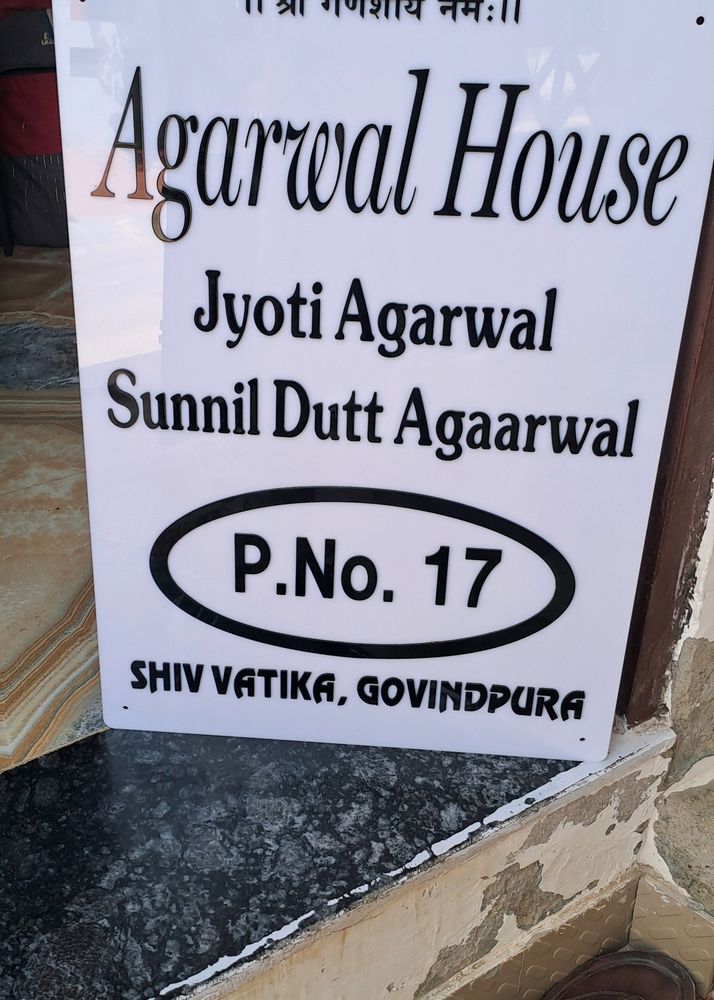 ॥ श्री गणेशाय नमः॥
Agarwal House
Jyoti Agarwal
Sunnil Dutt Agaarwal
P.No. 17
SHIV VATIKA, GOVINDPURA